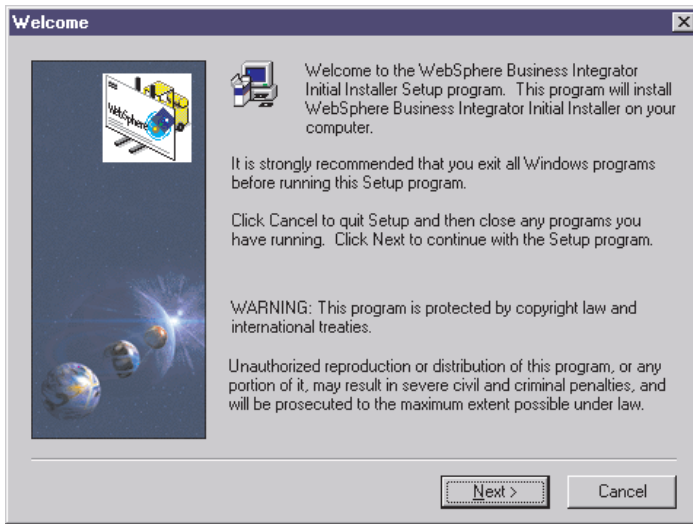 Welcome
WebSphere
Welcome to the WebSphere Business Integrator
Initial Installer Setup program. This program will install
WebSphere Business Integrator Initial Installer on your
computer.
It is strongly recommended that you exit all Windows programs
before running this Setup program.
Click Cancel to quit Setup and then close any programs you
have running. Click Next to continue with the Setup program.
WARNING: This program is protected by copyright law and
international treaties.
Unauthorized reproduction or distribution of this program, or any
portion of it, may result in severe civil and criminal penalties, and
will be prosecuted to the maximum extent possible under law.
Next >
Cancel